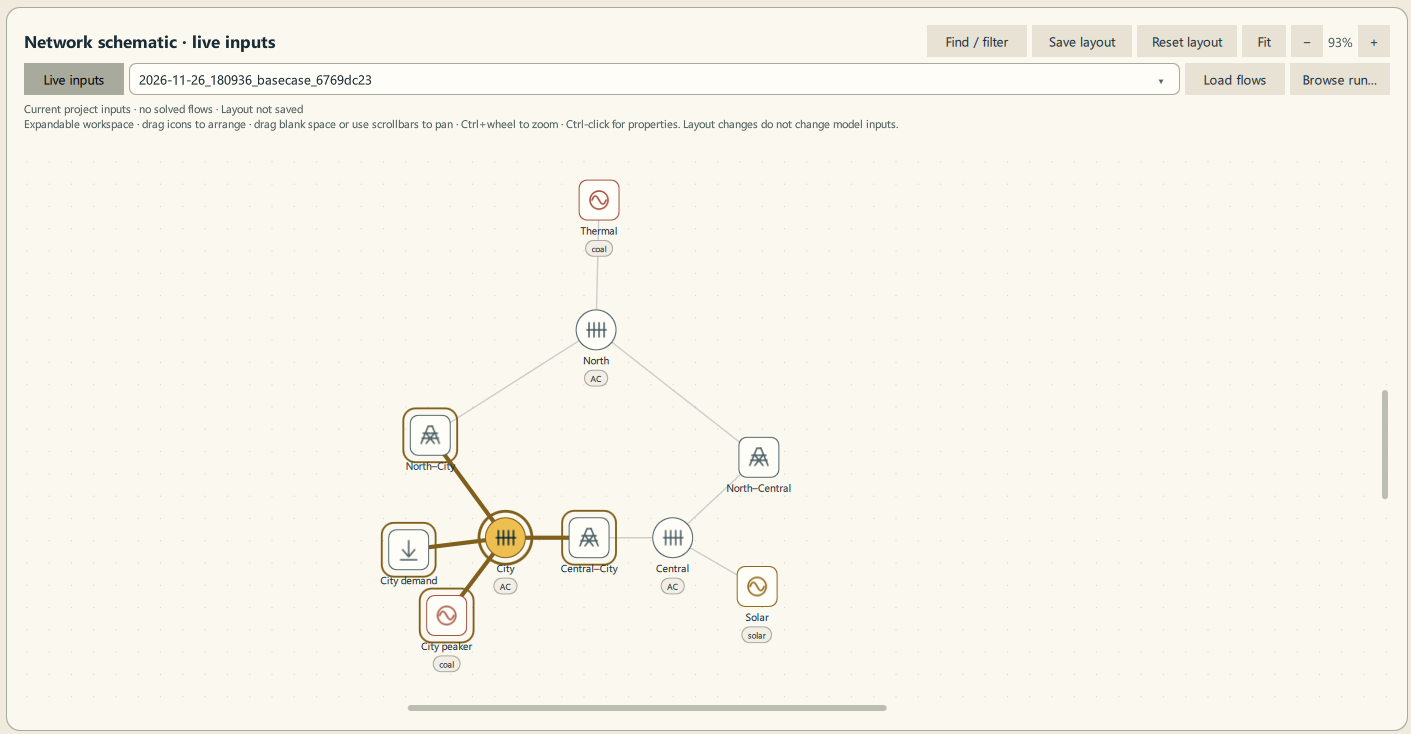 Network schematic · live inputs
Find / filter
Save layout
Reset layout
Fit
−
93%
+
Live inputs
2026-11-26_180936_basecase_6769dc23
Load flows
Browse run...
Current project inputs · no solved flows · Layout not saved
Expandable workspace · drag icons to arrange · drag blank space or use scrollbars to pan · Ctrl+wheel to zoom · Ctrl-click for properties. Layout changes do not change model inputs.
Thermal
coal
North
AC
North–City
North–Central
City demand
City
AC
Central–City
Central
AC
Solar
solar
City peaker
coal